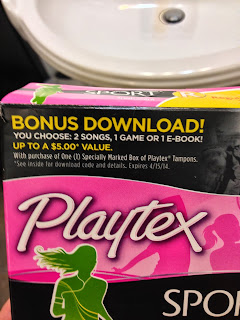 SPORT
BONUS DOWNLOAD!
YOU CHOOSE: 2 SONGS, 1 GAME OR 1 E-BOOK!
UP TO A $5.00* VALUE.
With purchase of One (1) Specially Marked Box of Playtex® Tampons.
*See inside for download code and details. Expires 4/15/14.
Playtex
SPO